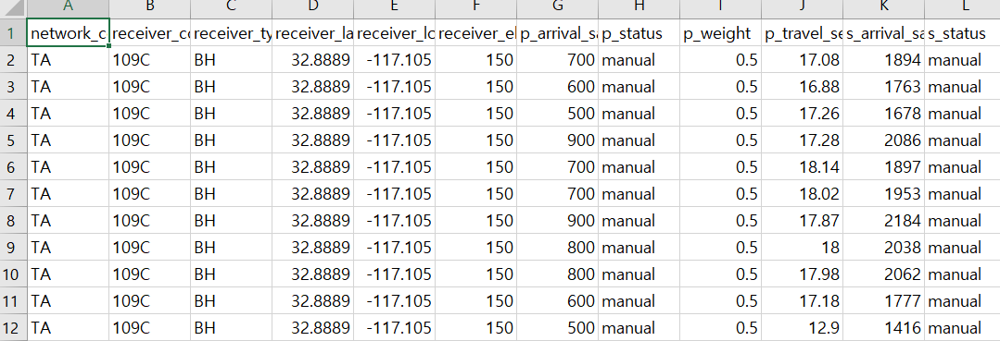 A B C D E F G H I J K L
1 network_c receiver_co receiver_ty receiver_la receiver_lo receiver_el p_arrival_sa p_status p_weight p_travel_se s_arrival_sa s_status
2 TA 109C BH 32.8889 -117.105 150 700 manual 0.5 17.08 1894 manual
3 TA 109C BH 32.8889 -117.105 150 600 manual 0.5 16.88 1763 manual
4 TA 109C BH 32.8889 -117.105 150 500 manual 0.5 17.26 1678 manual
5 TA 109C BH 32.8889 -117.105 150 900 manual 0.5 17.28 2086 manual
6 TA 109C BH 32.8889 -117.105 150 700 manual 0.5 18.14 1897 manual
7 TA 109C BH 32.8889 -117.105 150 700 manual 0.5 18.02 1953 manual
8 TA 109C BH 32.8889 -117.105 150 900 manual 0.5 17.87 2184 manual
9 TA 109C BH 32.8889 -117.105 150 800 manual 0.5 18 2038 manual
10 TA 109C BH 32.8889 -117.105 150 800 manual 0.5 17.98 2062 manual
11 TA 109C BH 32.8889 -117.105 150 600 manual 0.5 17.18 1777 manual
12 TA 109C BH 32.8889 -117.105 150 500 manual 0.5 12.9 1416 manual